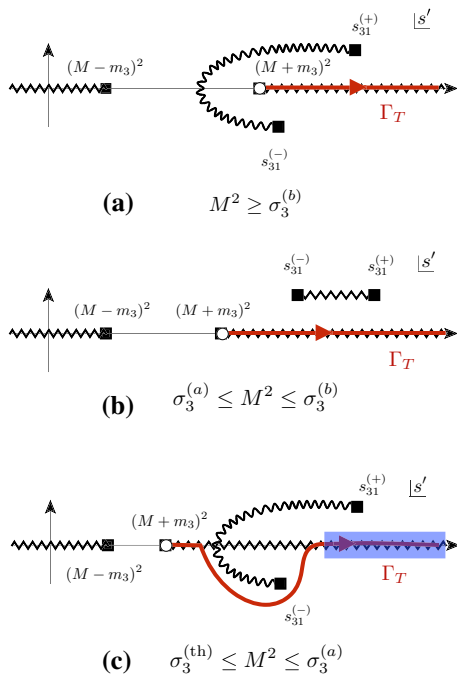 s_{31}^{(+)}
|s′
(M − m_3)^2
(M + m_3)^2
Γ_T
s_{31}^{(−)}
(a) M^2 ≥ σ_3^{(b)}
s_{31}^{(−)} s_{31}^{(+)} |s′
(M − m_3)^2 (M + m_3)^2
Γ_T
(b) σ_3^{(a)} ≤ M^2 ≤ σ_3^{(b)}
s_{31}^{(+)} |s′
(M + m_3)^2
(M − m_3)^2
Γ_T
s_{31}^{(−)}
(c) σ_3^{(th)} ≤ M^2 ≤ σ_3^{(a)}